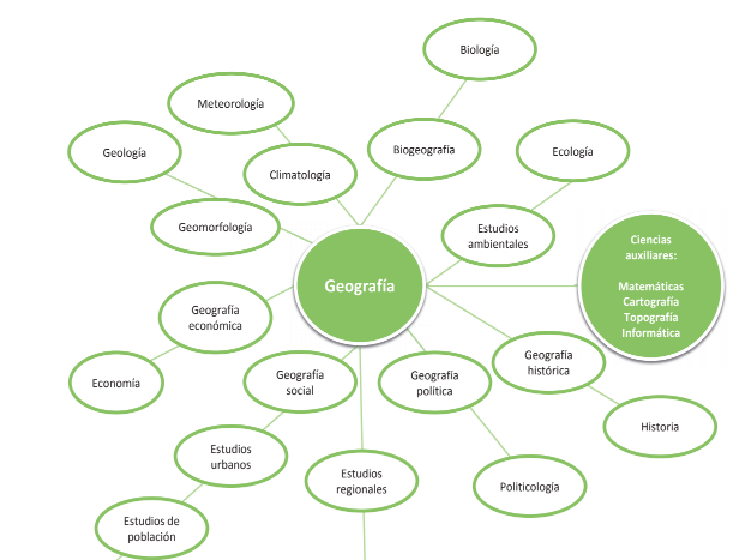 Biología
Meteorología
Geología
Biogeografía
Ecología
Climatología
Geomorfología
Estudios
ambientales
Ciencias
auxiliares:
Matemáticas
Cartografía
Topografía
Informática
Geografía
Geografía
económica
Geografía
histórica
Economía
Geografía
social
Geografía
política
Historia
Estudios
urbanos
Estudios
regionales
Politicología
Estudios de
población